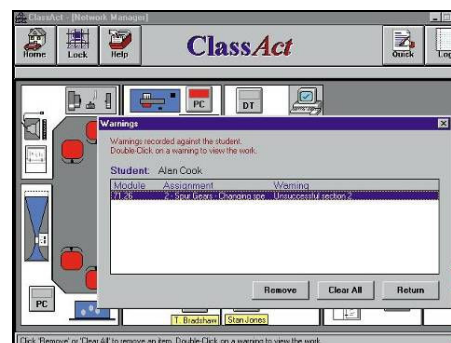 ClassAct - [Network Manager]
Home
Lock
Help
ClassAct
Quick
PC
DT
Warnings
Warnings recorded against the student.
Double-Click on a warning to view the work.
Student: Alan Cook
Module Assignment Warning
2- Spur Gears - Changing spe Unsuccessful section 2
Remove Clear All Return
PC
T. Bradshaw
Stan Jones
Click 'Remove' or 'Clear All' to remove an item. Double-Click on a warning to view the work.